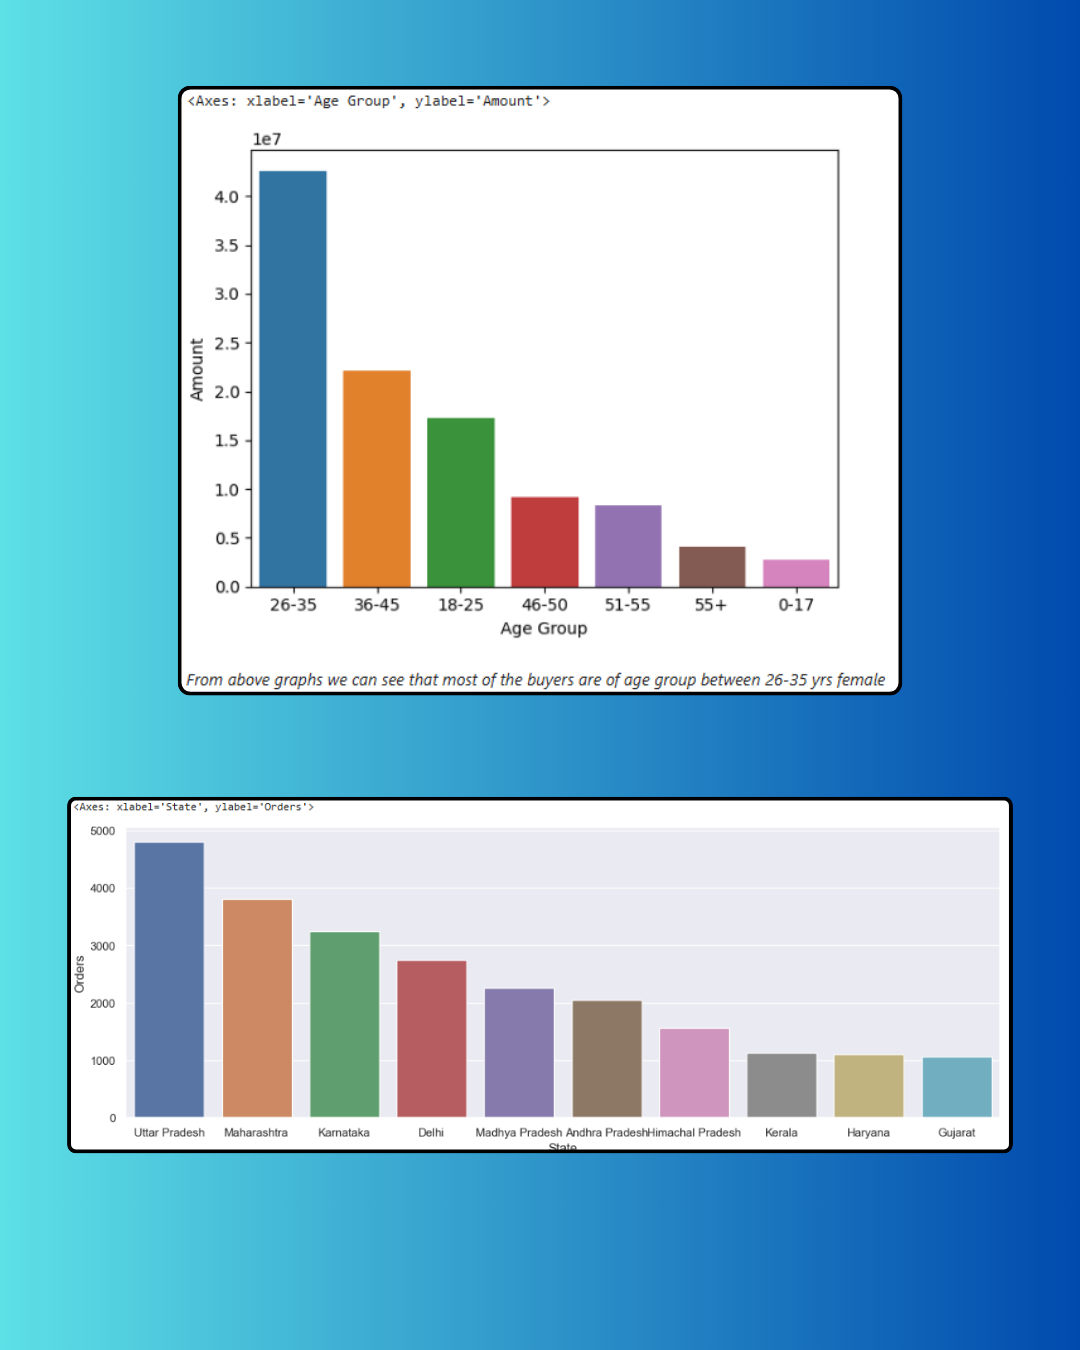 <Axes: xlabel='Age Group', ylabel='Amount'>
1e7
4.0
3.5
3.0
2.5
2.0
1.5
1.0
0.5
0.0
Amount
26-35 36-45 18-25 46-50 51-55 55+ 0-17
Age Group
From above graphs we can see that most of the buyers are of age group between 26-35 yrs female
<Axes: xlabel='State', ylabel='Orders'>
5000
4000
3000
2000
1000
0
Orders
Uttar Pradesh Maharashtra Karnataka Delhi Madhya Pradesh Andhra Pradesh Himachal Pradesh Kerala Haryana Gujarat
State